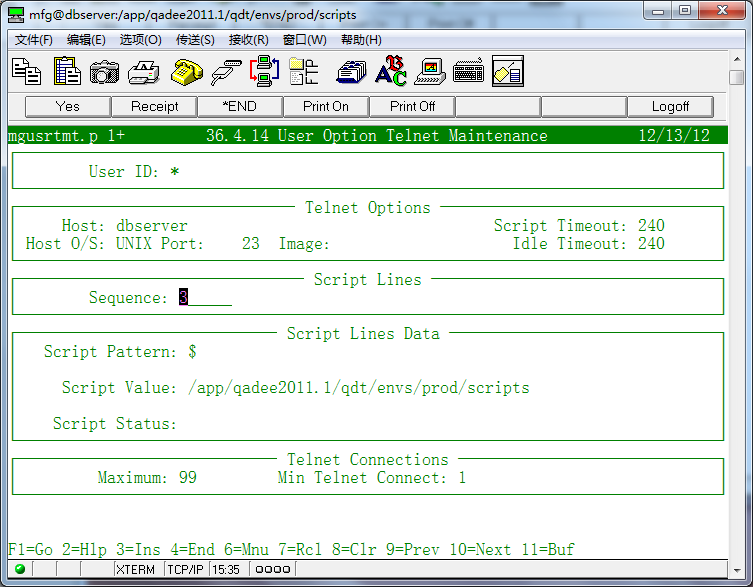 mfg@dbserver:/app/qadee2011.1/qdt/envs/prod/scripts
文件(F) 编辑(E) 选项(O) 传送(S) 接收(R) 窗口(W) 帮助(H)
Yes Receipt *END Print On Print Off Logoff
mgusrtmt.p 1+ 36.4.14 User Option Telnet Maintenance 12/13/12
User ID: *
Telnet Options
Host: dbserver Script Timeout: 240
Host O/S: UNIX Port: 23 Image: Idle Timeout: 240
Script Lines
Sequence: 3
Script Lines Data
Script Pattern: $
Script Value: /app/qadee2011.1/qdt/envs/prod/scripts
Script Status:
Telnet Connections
Maximum: 99 Min Telnet Connect: 1
F1=Go 2=Hlp 3=Ins 4=End 6=Mnu 7=Rcl 8=Clr 9=Prev 10=Next 11=Buf
XTERM TCP/IP 15:35